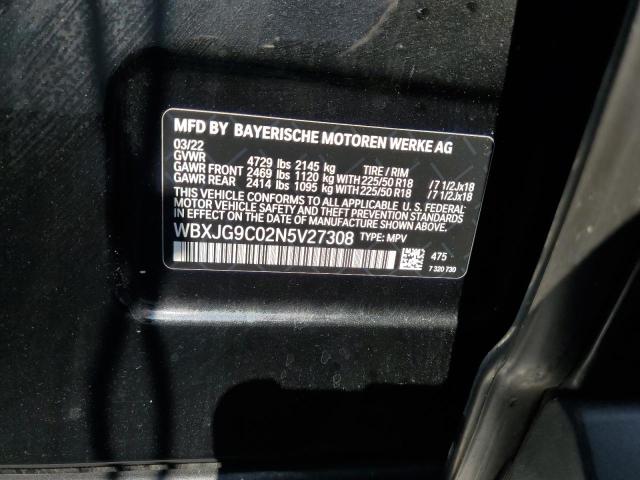 MFD BY BAYERISCHE MOTOREN WERKE AG
03/22
GVWR 4729 lbs 2145 kg TIRE / RIM
GAWR FRONT 2469 lbs 1120 kg WITH 225/50 R18 /7 1/2Jx18
GAWR REAR 2414 lbs 1095 kg WITH 225/50 R18 /7 1/2Jx18
THIS VEHICLE CONFORMS TO ALL APPLICABLE U.S. FEDERAL
MOTOR VEHICLE SAFETY, BUMPER, AND THEFT PREVENTION
STANDARDS IN EFFECT ON THE DATE OF MANUFACTURE
SHOWN ABOVE.
WBXJG9C02N5V27308 TYPE: MPV
475
7 320 730